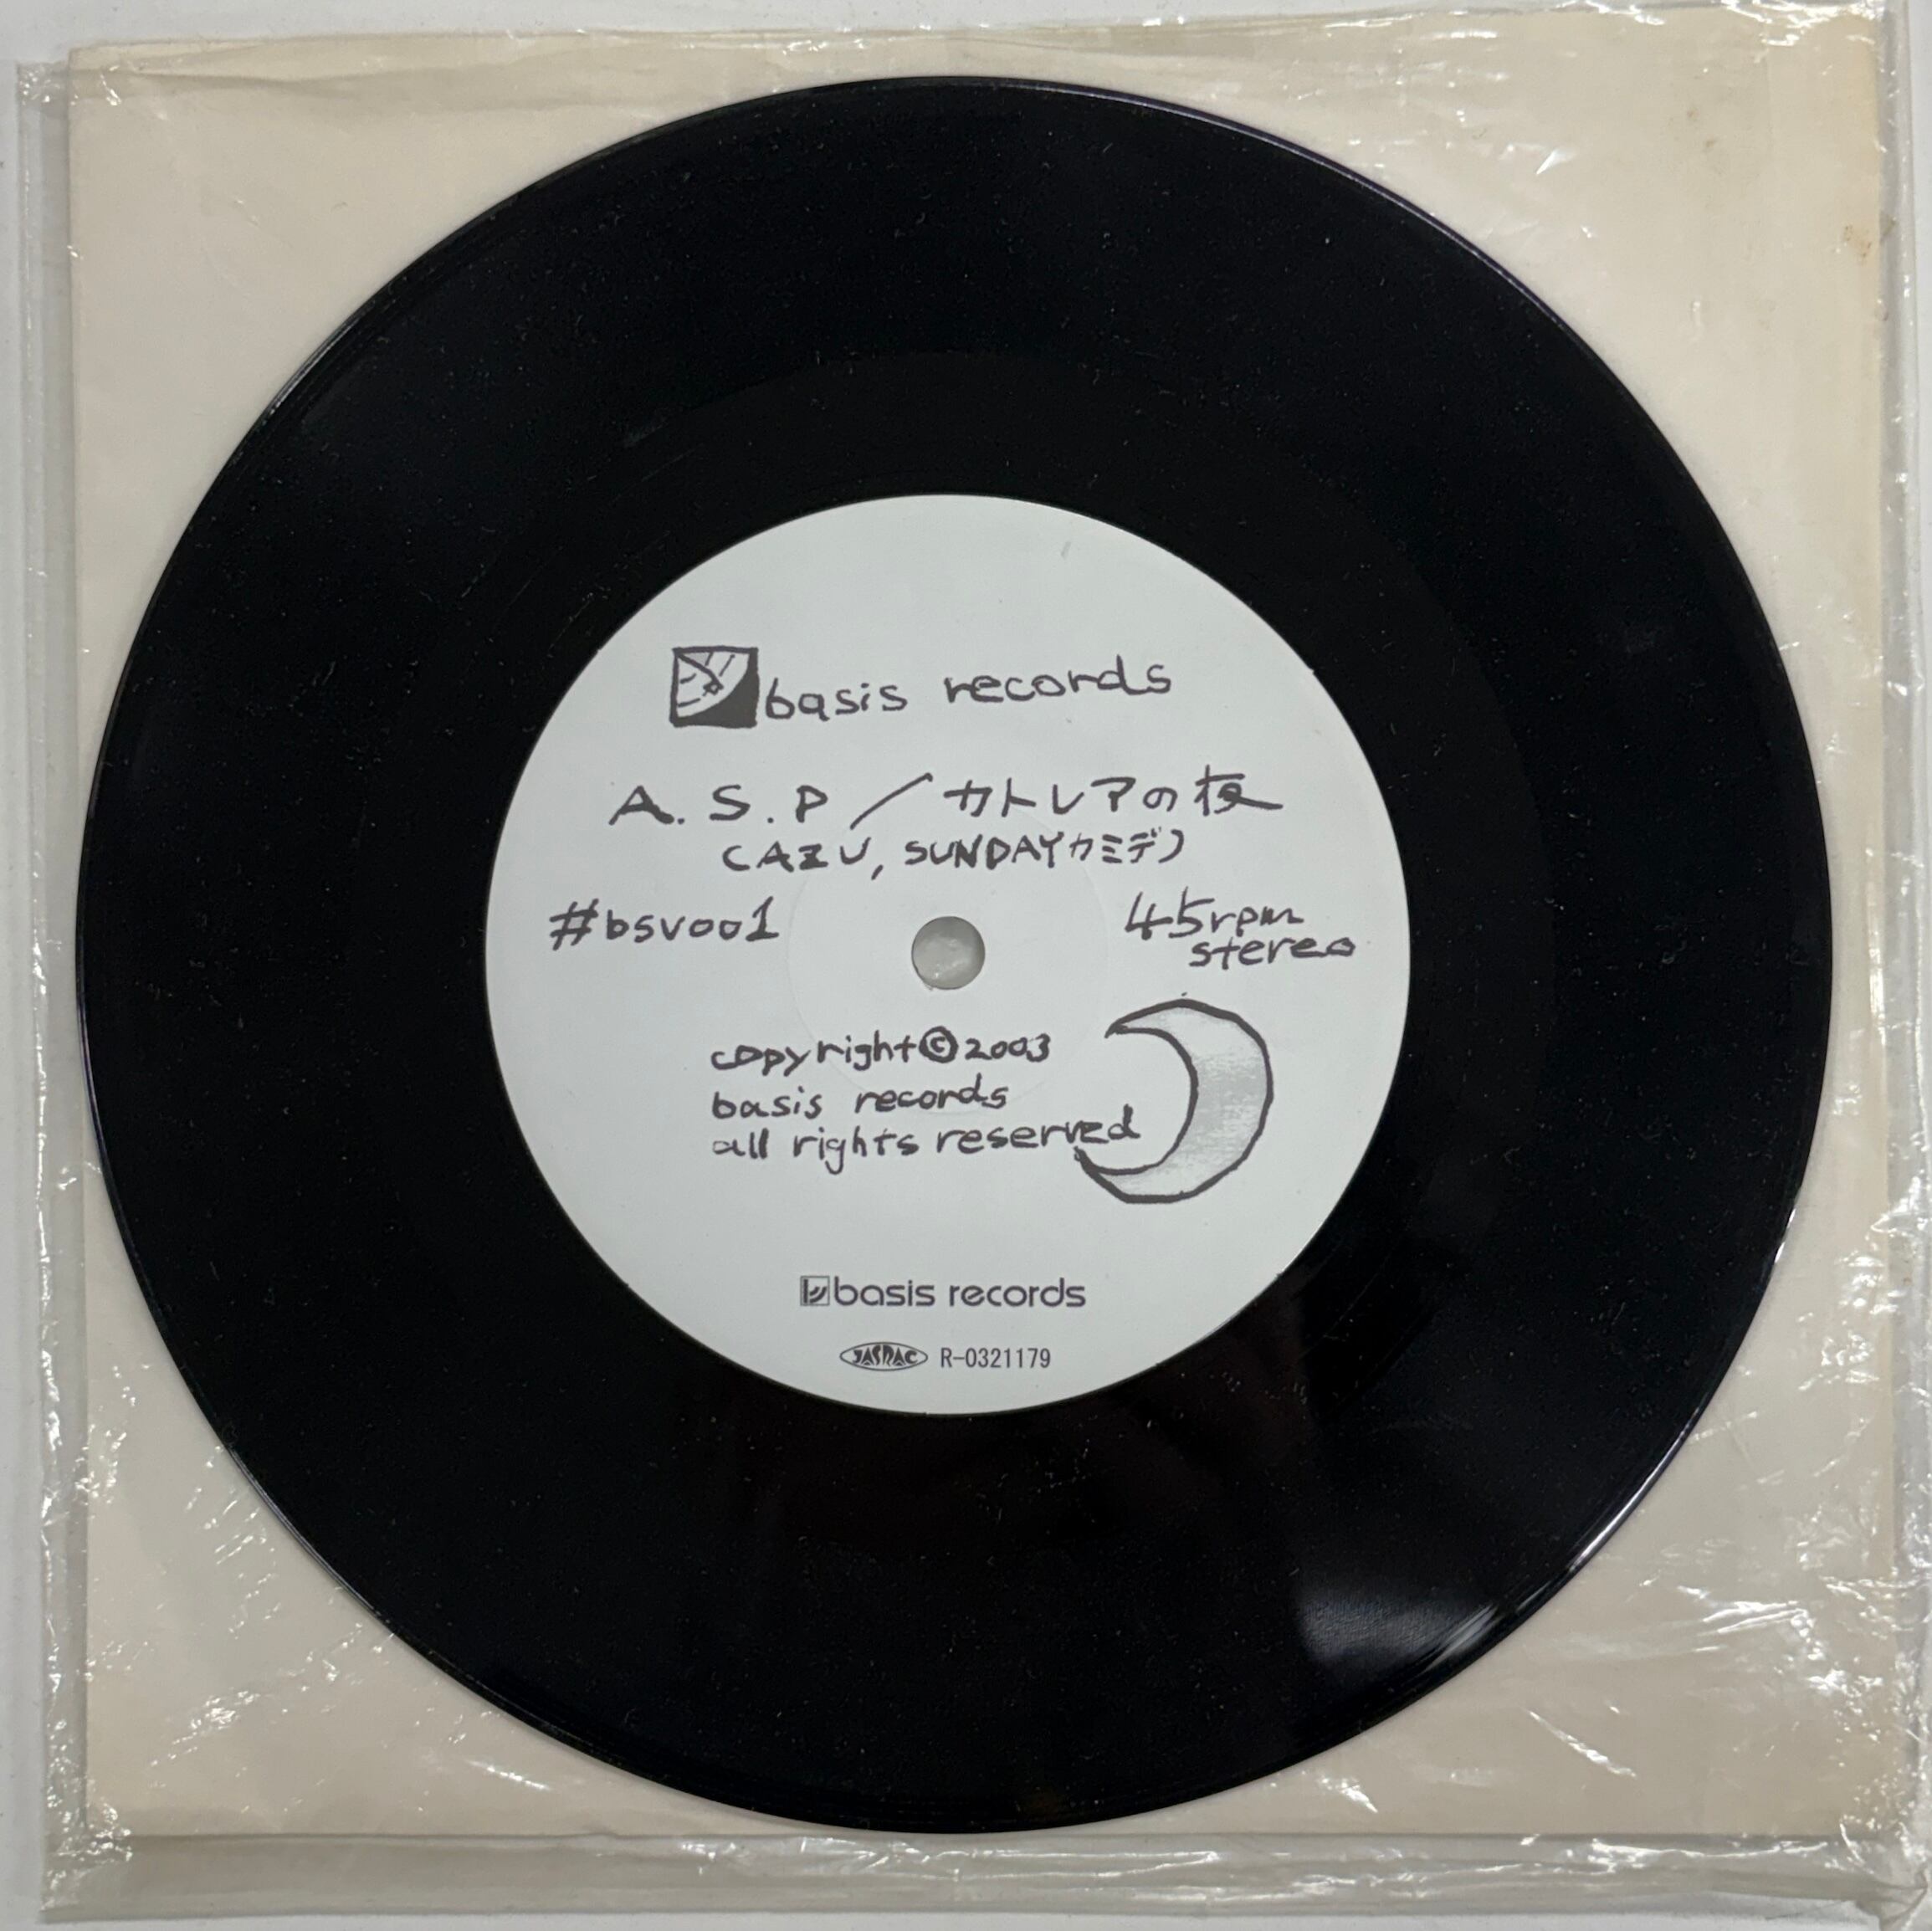 basis records
A.S.P／カトレアの夜
CAZU, SUNDAYカミデ)
#bsv001
45rpm
stereo
copyright©2003
basis records
all rights reserved
basis records
JASRAC R-0321179